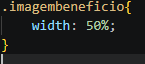 .imagembeneficio{
    width: 50%;
}